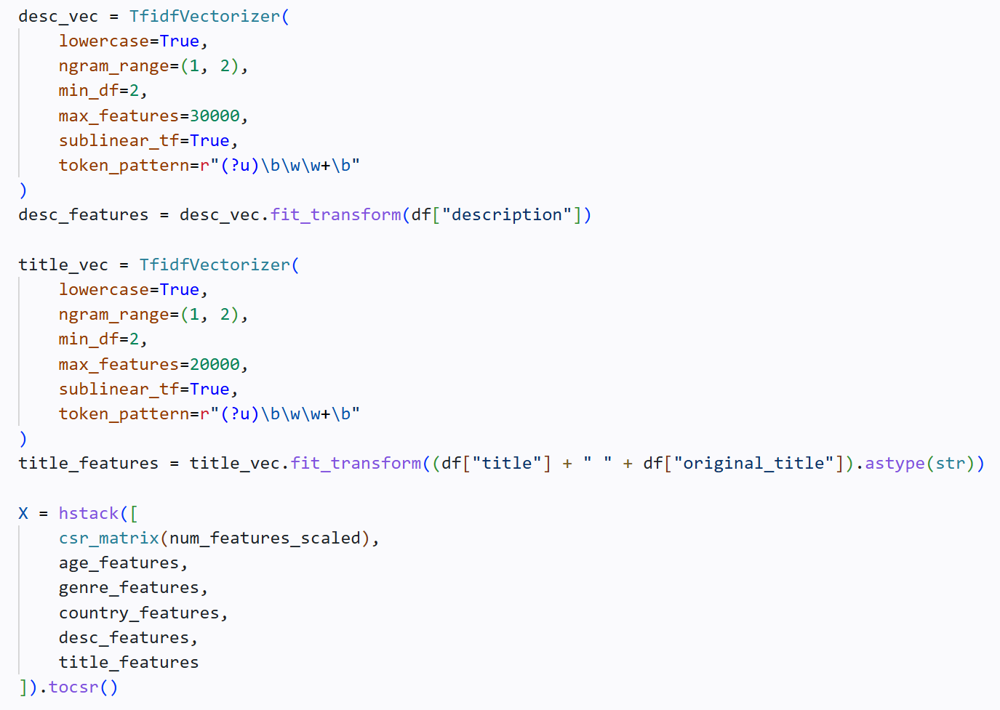 desc_vec = TfidfVectorizer(
    lowercase=True,
    ngram_range=(1, 2),
    min_df=2,
    max_features=30000,
    sublinear_tf=True,
    token_pattern=r"(?u)\b\w\w+\b"
)
desc_features = desc_vec.fit_transform(df["description"])

title_vec = TfidfVectorizer(
    lowercase=True,
    ngram_range=(1, 2),
    min_df=2,
    max_features=20000,
    sublinear_tf=True,
    token_pattern=r"(?u)\b\w\w+\b"
)
title_features = title_vec.fit_transform((df["title"] + " " + df["original_title"]).astype(str))

X = hstack([
    csr_matrix(num_features_scaled),
    age_features,
    genre_features,
    country_features,
    desc_features,
    title_features
]).tocsr()